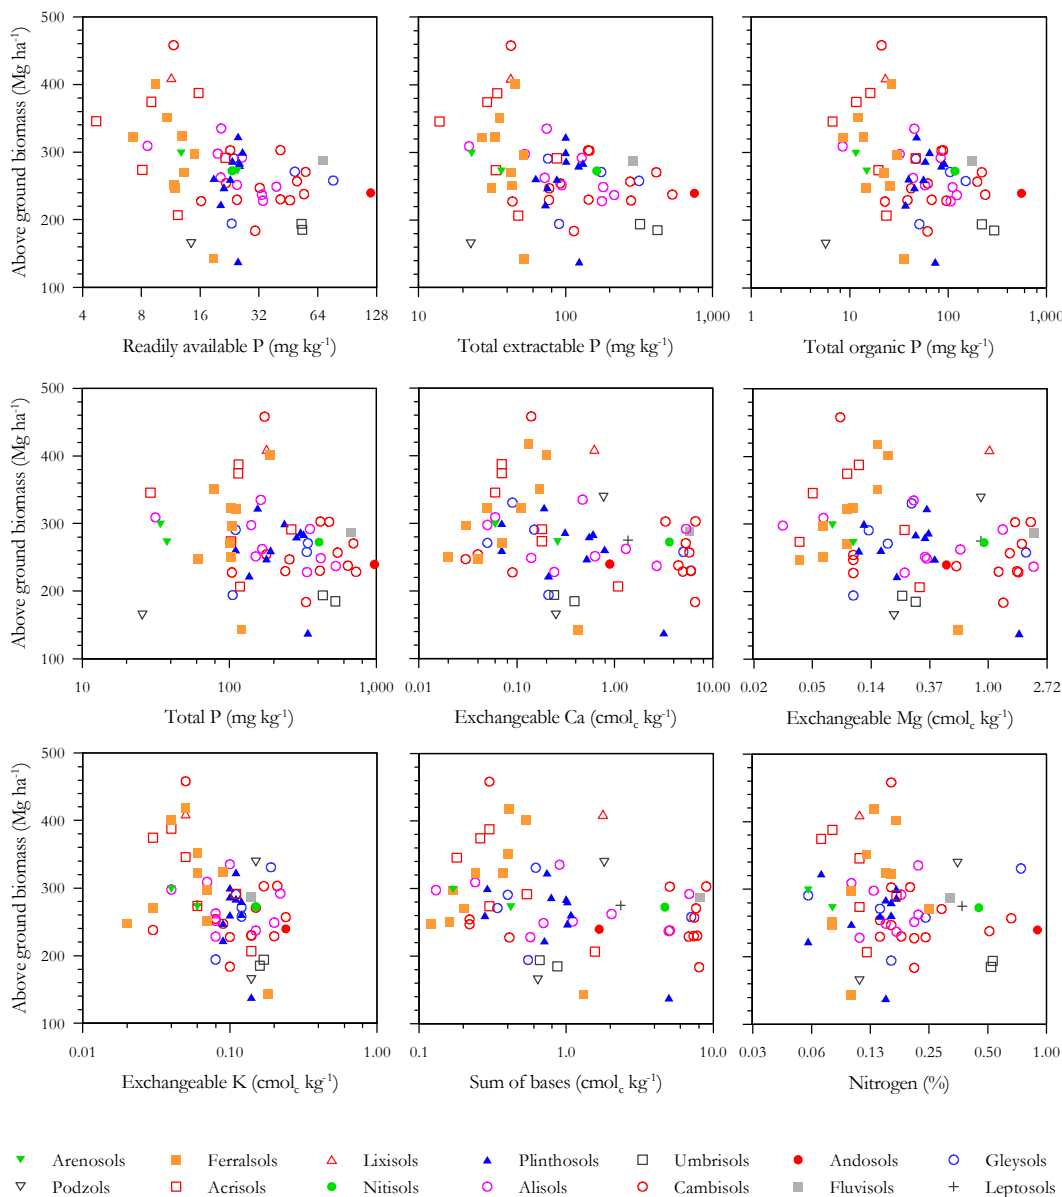 Above ground biomass (Mg ha⁻¹)
500
400
300
200
100
4 8 16 32 64 128
Readily available P (mg kg⁻¹)
10 100 1,000
Total extractable P (mg kg⁻¹)
1 10 100 1,000
Total organic P (mg kg⁻¹)
Above ground biomass (Mg ha⁻¹)
500
400
300
200
100
10 100 1,000
Total P (mg kg⁻¹)
0.01 0.10 1.00 10.00
Exchangeable Ca (cmol꜀ kg⁻¹)
0.02 0.05 0.14 0.37 1.00 2.72
Exchangeable Mg (cmol꜀ kg⁻¹)
Above ground biomass (Mg ha⁻¹)
500
400
300
200
100
0.01 0.10 1.00
Exchangeable K (cmol꜀ kg⁻¹)
0.1 1.0 10.0
Sum of bases (cmol꜀ kg⁻¹)
0.03 0.06 0.13 0.25 0.50 1.00
Nitrogen (%)
Arenosols Ferralsols Lixisols Plinthosols Umbrisols Andosols Gleysols
Podzols Acrisols Nitisols Alisols Cambisols Fluvisols Leptosols